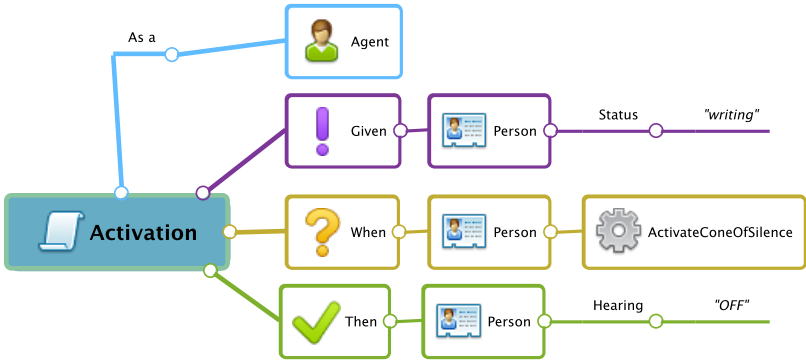 As a
Agent
Given
Person
Status
"writing"
Activation
When
Person
ActivateConeOfSilence
Then
Person
Hearing
"OFF"